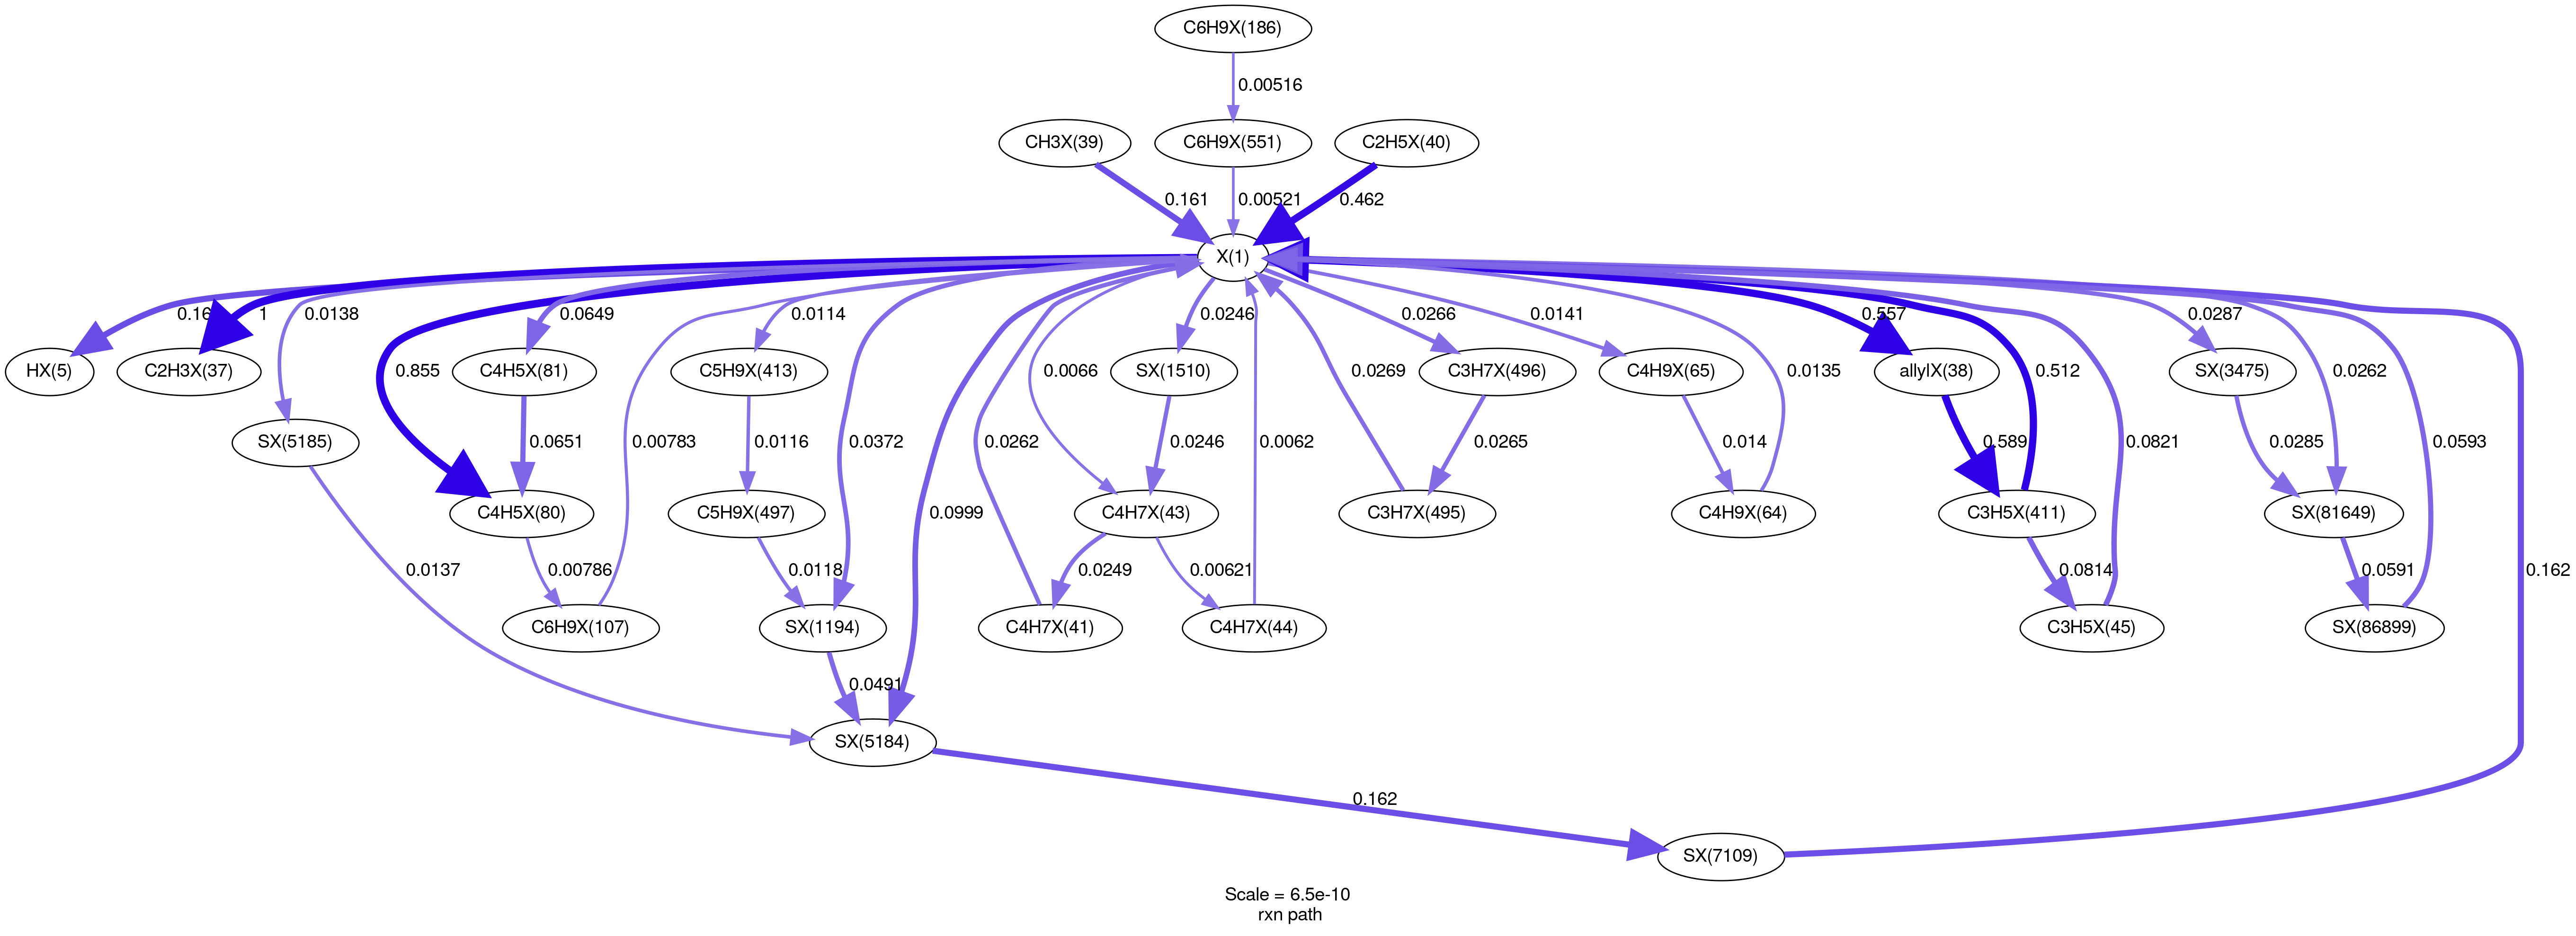 C6H9X(186)
0.00516
CH3X(39)
C6H9X(551)
C2H5X(40)
0.161
0.00521
0.462
X(1)
0.16
1
0.0138
0.0649
0.0114
0.0246
0.0266
0.0141
0.557
0.0287
HX(5)
C2H3X(37)
0.855
C4H5X(81)
C5H9X(413)
0.0066
SX(1510)
0.0269
C3H7X(496)
C4H9X(65)
0.0135
allylX(38)
0.512
SX(3475)
0.0262
SX(5185)
0.0651
0.0116
0.0372
0.0262
0.0246
0.0265
0.014
0.589
0.0821
0.0285
0.0593
C4H5X(80)
C5H9X(497)
0.0999
C4H7X(43)
C3H7X(495)
C4H9X(64)
C3H5X(411)
SX(81649)
0.0137
0.00786
0.00783
0.0118
0.0249
0.00621
0.0062
0.0814
0.0591
0.162
C6H9X(107)
SX(1194)
C4H7X(41)
C4H7X(44)
C3H5X(45)
SX(86899)
0.0491
SX(5184)
0.162
SX(7109)
Scale = 6.5e-10
rxn path